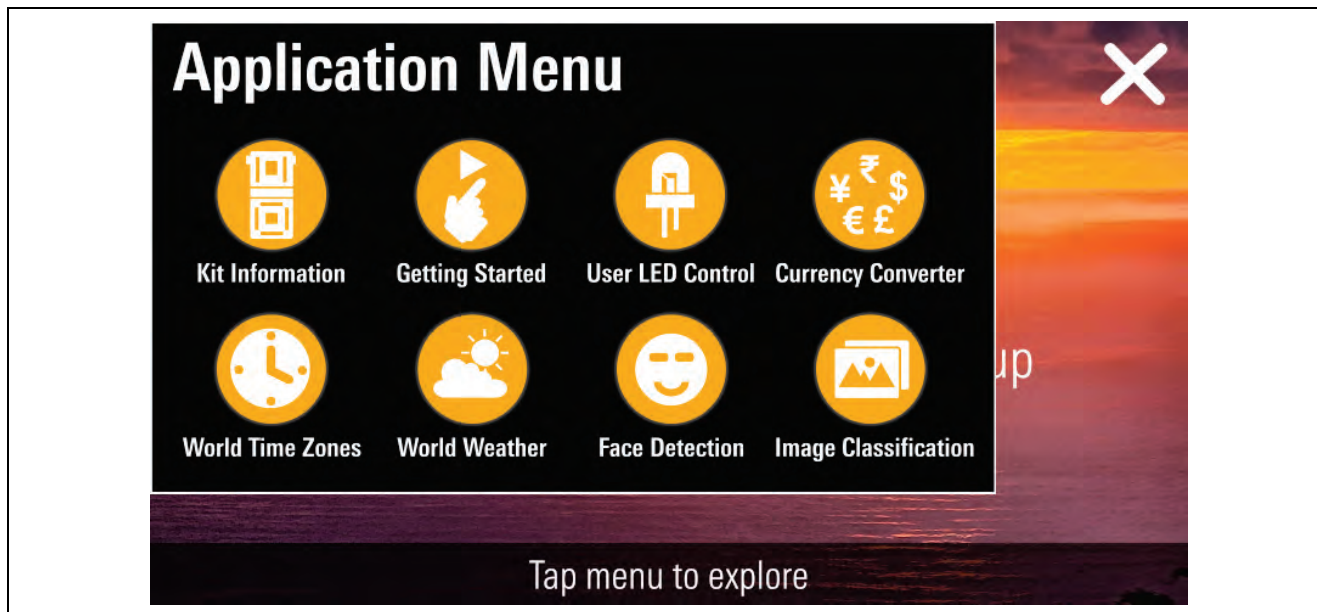 Application Menu
¥ ₹ $
€ £
Kit Information Getting Started User LED Control Currency Converter
World Time Zones World Weather Face Detection Image Classification
up
Tap menu to explore